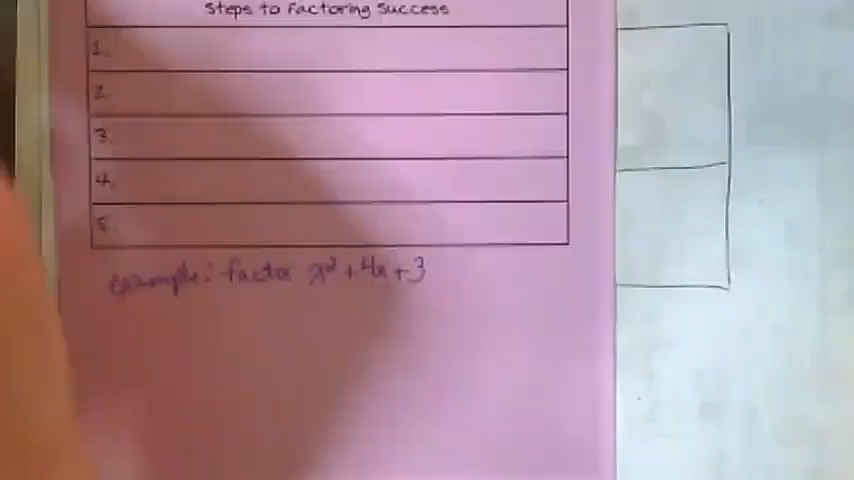 Steps to Factoring Success
1.
2.
3.
4.
5.
example: factor x² + 4x + 3